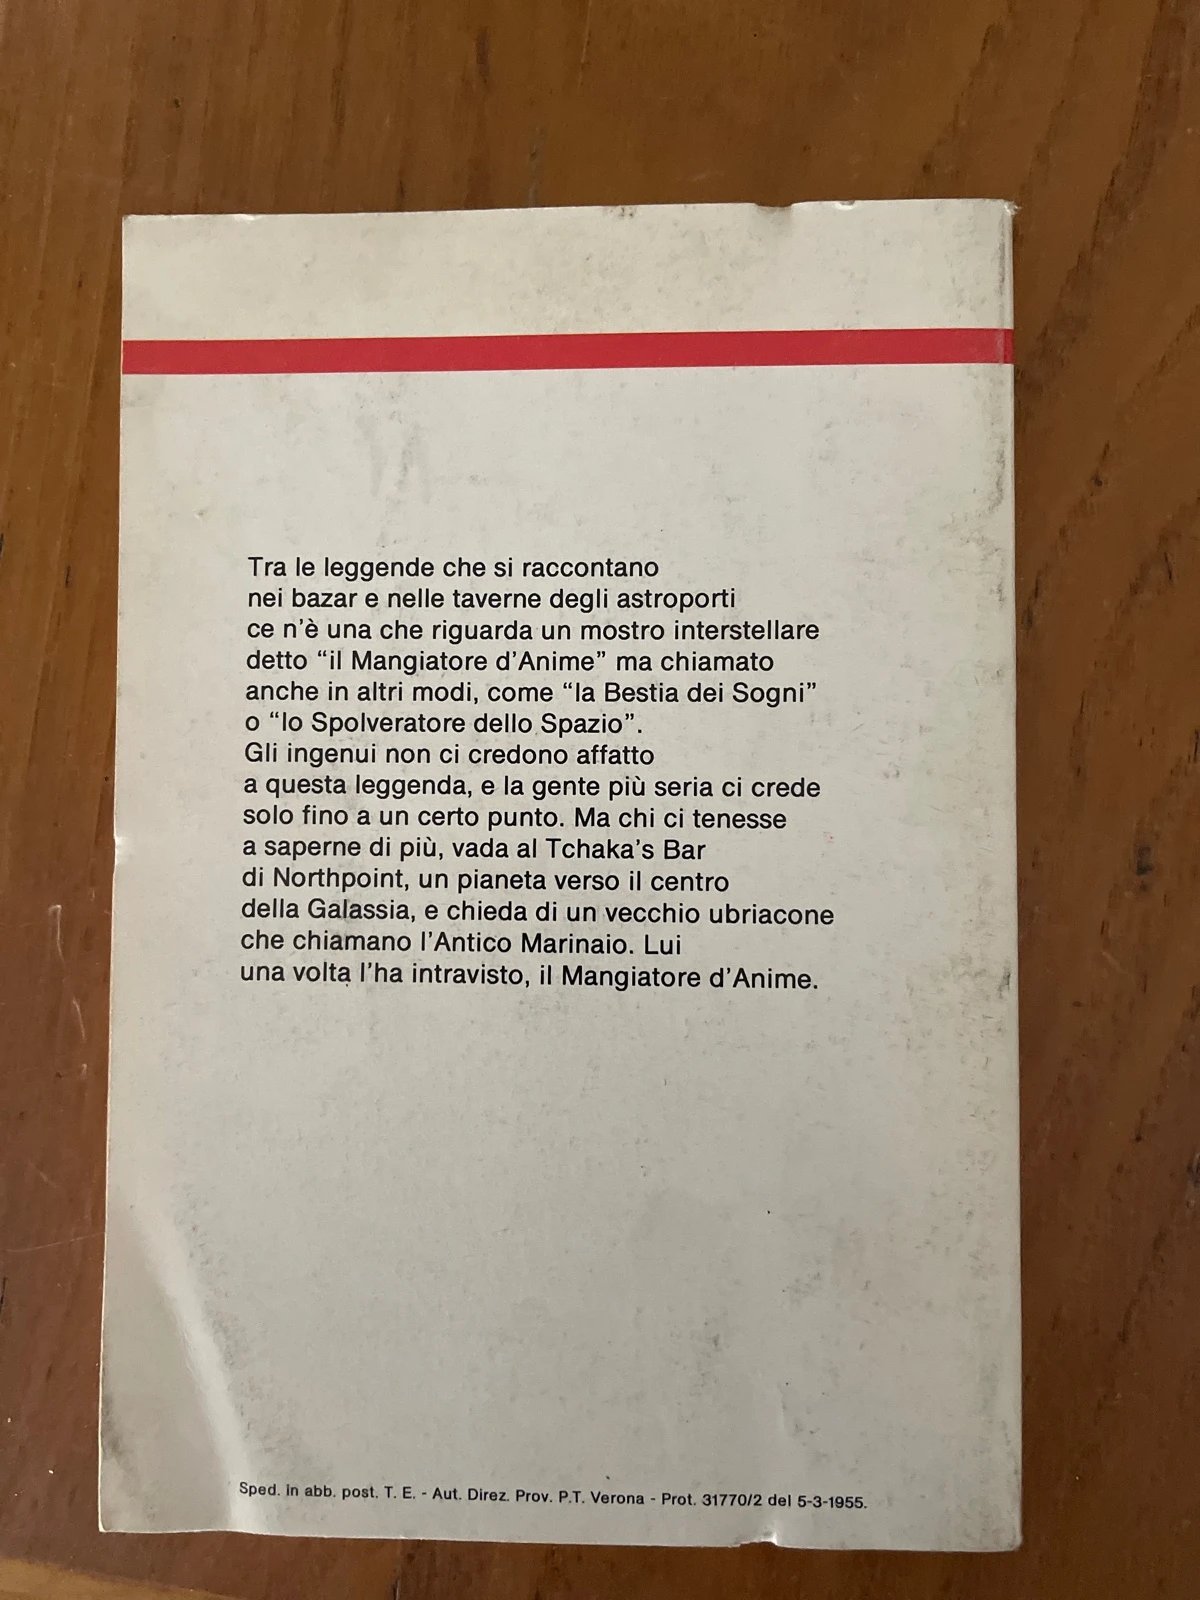 Tra le leggende che si raccontano
nei bazar e nelle taverne degli astroporti
ce n'è una che riguarda un mostro interstellare
detto “il Mangiatore d'Anime” ma chiamato
anche in altri modi, come “la Bestia dei Sogni”
o “lo Spolveratore dello Spazio”.
Gli ingenui non ci credono affatto
a questa leggenda, e la gente più seria ci crede
solo fino a un certo punto. Ma chi ci tenesse
a saperne di più, vada al Tchaka's Bar
di Northpoint, un pianeta verso il centro
della Galassia, e chieda di un vecchio ubriacone
che chiamano l'Antico Marinaio. Lui
una volta l'ha intravisto, il Mangiatore d'Anime.
Sped. in abb. post. T. E. - Aut. Direz. Prov. P.T. Verona - Prot. 31770/2 del 5-3-1955.